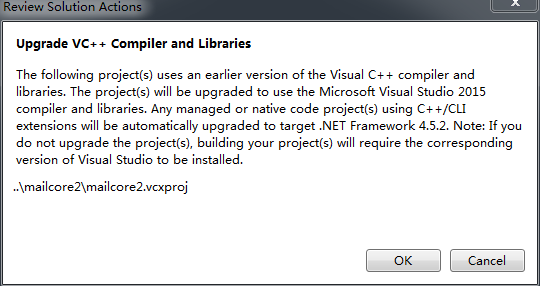 Review Solution Actions
Upgrade VC++ Compiler and Libraries
The following project(s) uses an earlier version of the Visual C++ compiler and
libraries. The project(s) will be upgraded to use the Microsoft Visual Studio 2015
compiler and libraries. Any managed or native code project(s) using C++/CLI
extensions will be automatically upgraded to target .NET Framework 4.5.2. Note: If you
do not upgrade the project(s), building your project(s) will require the corresponding
version of Visual Studio to be installed.
..\mailcore2\mailcore2.vcxproj
OK Cancel